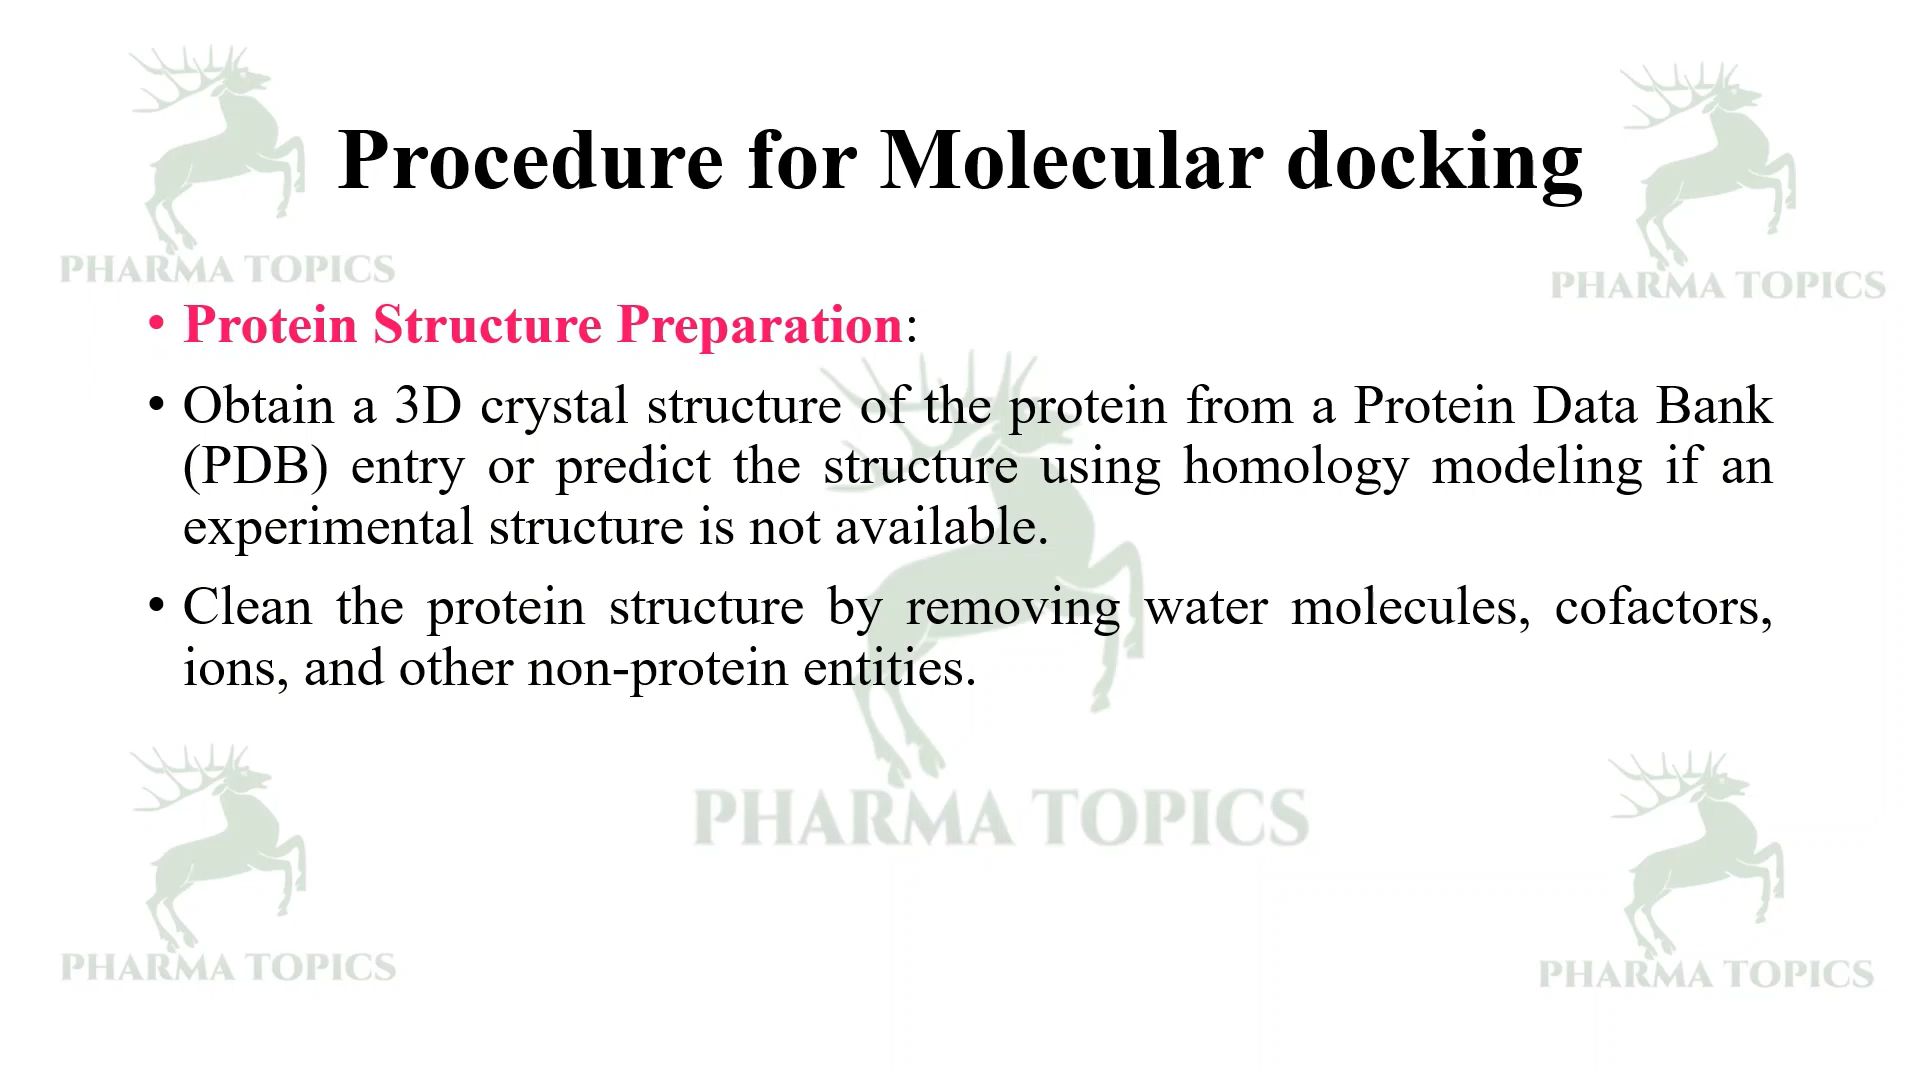 Procedure for Molecular docking
PHARMA TOPICS
PHARMA TOPICS
• Protein Structure Preparation:
• Obtain a 3D crystal structure of the protein from a Protein Data Bank
(PDB) entry or predict the structure using homology modeling if an
experimental structure is not available.
• Clean the protein structure by removing water molecules, cofactors,
ions, and other non-protein entities.
PHARMA TOPICS
PHARMA TOPICS
PHARMA TOPICS